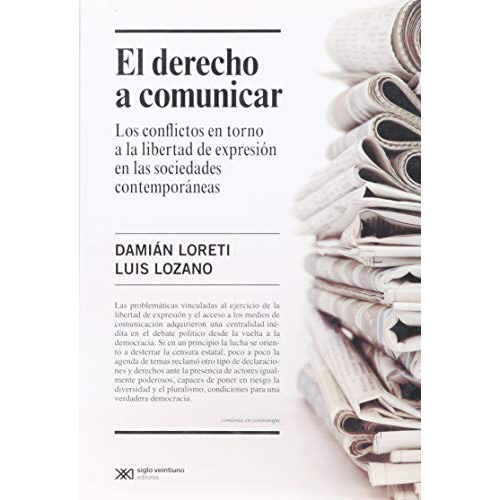 El derecho
a comunicar
Los conflictos en torno
a la libertad de expresión
en las sociedades
contemporáneas
DAMIÁN LORETI
LUIS LOZANO
Las problemáticas vinculadas al ejercicio de la
libertad de expresión y el acceso a los medios de
comunicación adquirieron una centralidad iné-
dita en el debate político desde la vuelta a la
democracia. Si en un principio la lucha se orien-
tó a desterrar la censura estatal, poco a poco la
agenda de temas reclamó otro tipo de declaracio-
nes y derechos ante la presencia de actores igual-
mente poderosos, capaces de poner en riesgo la
diversidad y el pluralismo, condiciones para una
verdadera democracia.
continúa en contratapa
siglo veintiuno
editores